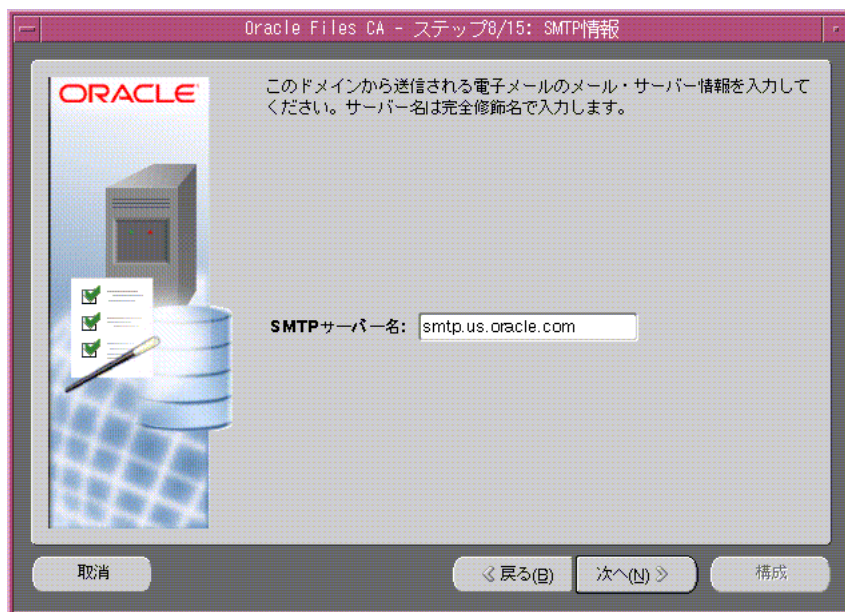 Oracle Files CA - ステップ8/15: SMTP情報
ORACLE
このドメインから送信される電子メールのメール・サーバー情報を入力して
ください。サーバー名は完全修飾名で入力します。
SMTPサーバー名: smtp.us.oracle.com
取消
戻る(B)
次へ(N)
構成